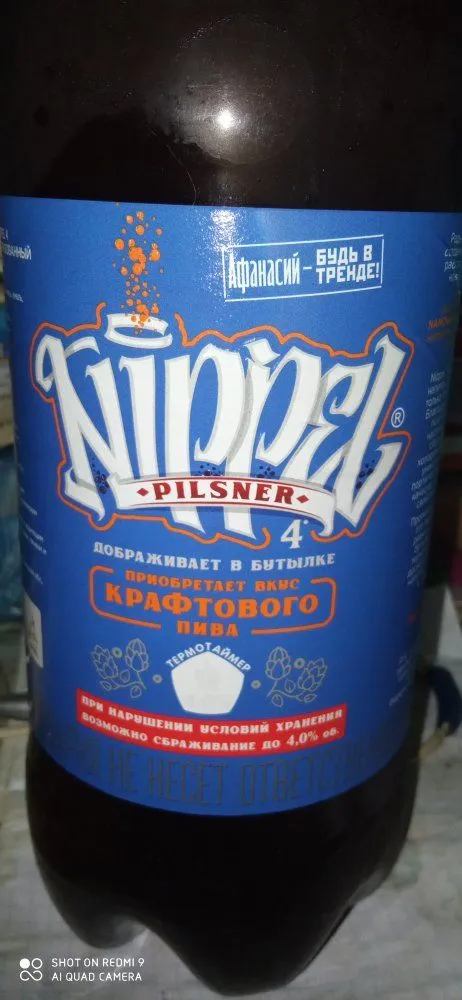 Афанасий – БУДЬ В
ТРЕНДЕ!
NIPPEL®
PILSNER
4°
ДОБРАЖИВАЕТ В БУТЫЛКЕ
ПРИОБРЕТАЕТ ВКУС
КРАФТОВОГО
ПИВА
ТЕРМОТАЙМЕР
ПРИ НАРУШЕНИИ УСЛОВИЙ ХРАНЕНИЯ
ВОЗМОЖНО СБРАЖИВАНИЕ ДО 4,0% об.
НЕ НЕСЕТ
SHOT ON REDMI 9
AI QUAD CAMERA